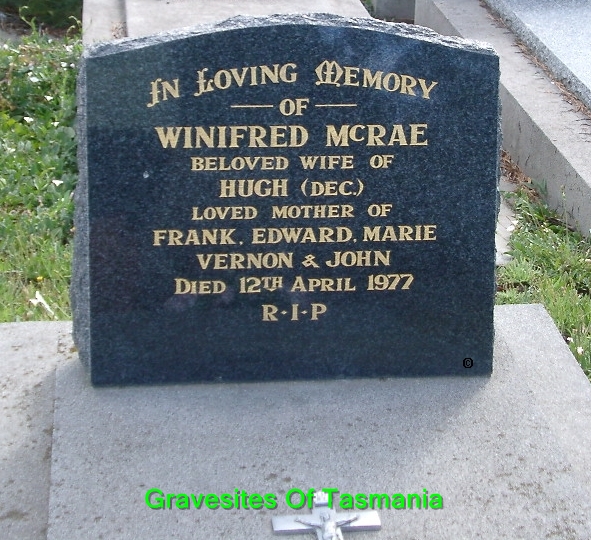 In Loving Memory
OF
WINIFRED McRAE
BELOVED WIFE OF
HUGH (DEC.)
LOVED MOTHER OF
FRANK, EDWARD, MARIE
VERNON & JOHN
DIED 12TH APRIL 1977
R·I·P
©
Gravesites Of Tasmania